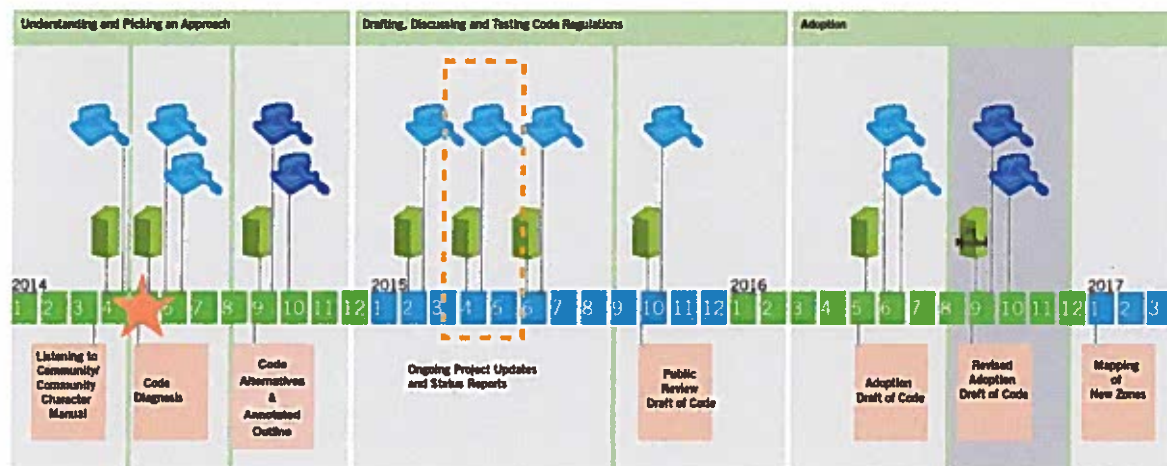 Understanding and Picking an Approach
Drafting, Discussing and Testing Code Regulations
Adoption
2014
2015
2016
2017
1 2 3 4 6 7 8 9 10 11 12 1 2 3 4 5 6 7 8 9 10 11 12 1 2 3 4 5 6 7 8 9 10 11 12 1 2 3
Listening to
Community/
Community
Character
Manual
Code
Diagnosis
Code
Alternatives
&
Annotated
Outline
Ongoing Project Updates
and Status Reports
Public
Review
Draft of Code
Adoption
Draft of Code
Revised
Adoption
Draft of Code
Mapping
of
New Zones